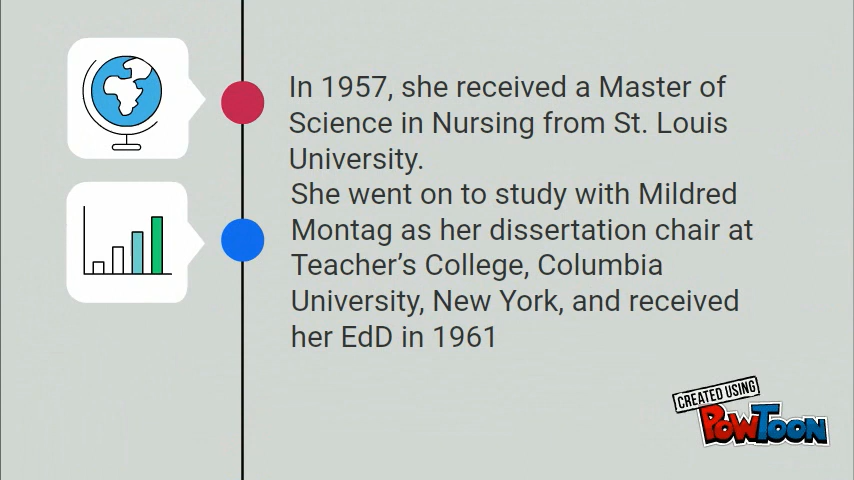 In 1957, she received a Master of
Science in Nursing from St. Louis
University.
She went on to study with Mildred
Montag as her dissertation chair at
Teacher’s College, Columbia
University, New York, and received
her EdD in 1961
CREATED USING
POWTOON